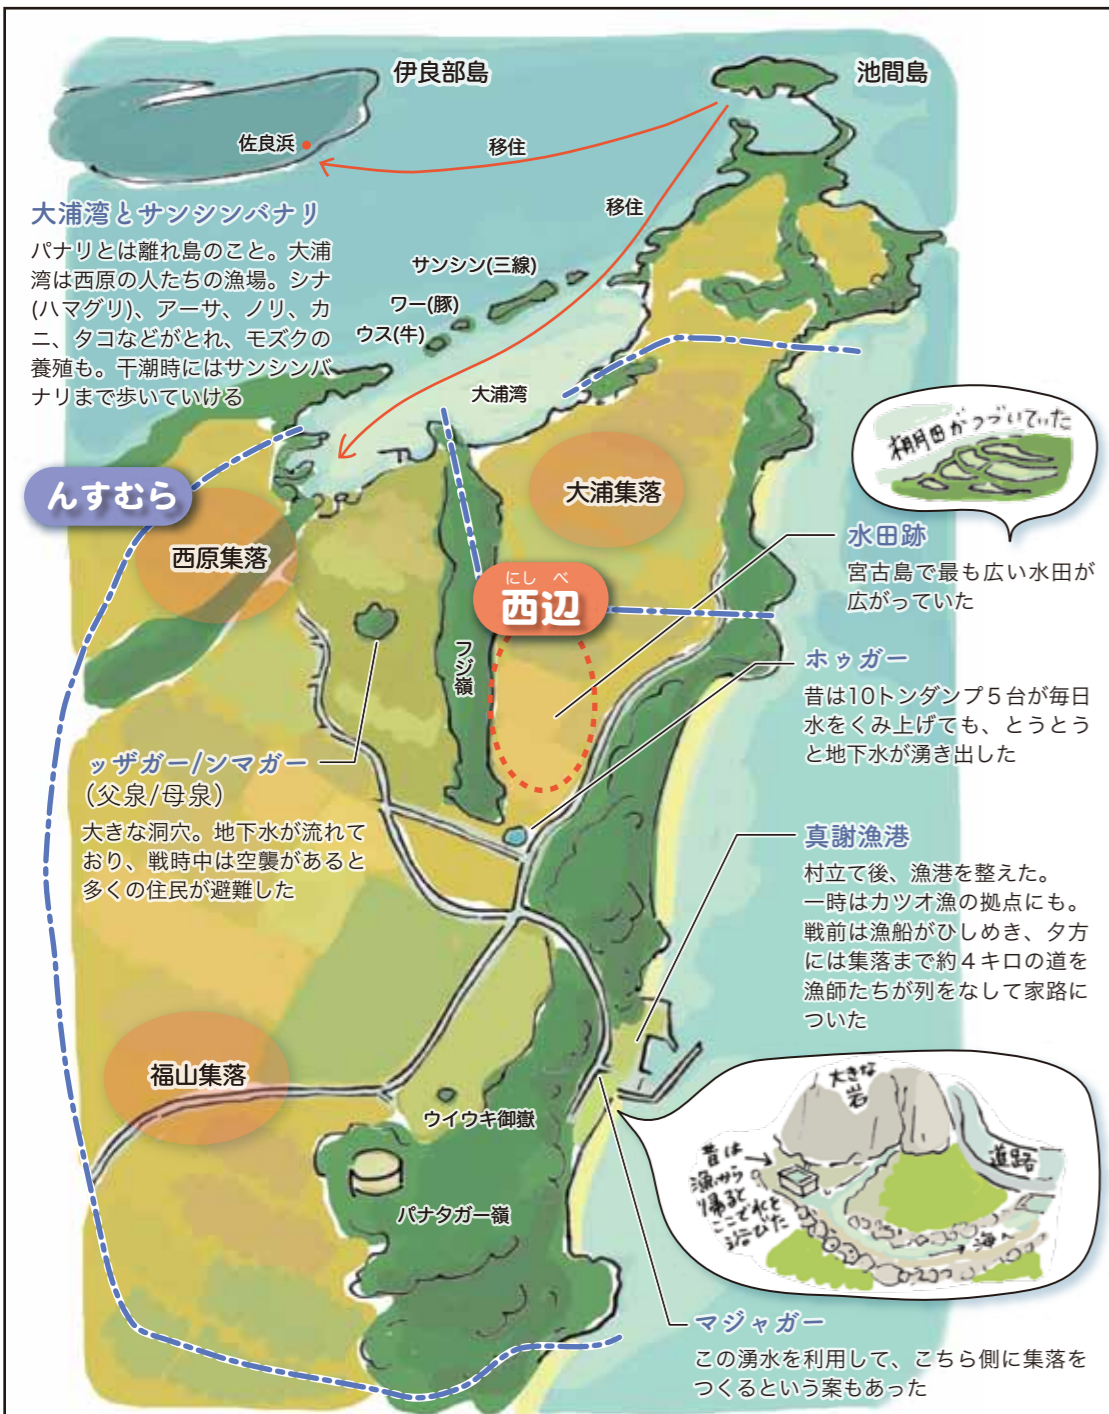 伊良部島
池間島
佐良浜
移住
移住
大浦湾とサンシンバナリ
パナリとは離れ島のこと。大浦
湾は西原の人たちの漁場。シナ
(ハマグリ)、アーサ、ノリ、カ
ニ、タコなどがとれ、モズクの
養殖も。干潮時にはサンシンバ
ナリまで歩いていける
サンシン(三線)
ワー(豚)
ウス(牛)
大浦湾
棚田がつづいていた
んすむら
西原集落
大浦集落
水田跡
宮古島で最も広い水田が
広がっていた
にし べ
西辺
フジ嶺
ホゥガー
昔は10トンダンプ5台が毎日
水をくみ上げても、とうとう
と地下水が湧き出した
ッザガー/ンマガー
(父泉/母泉)
大きな洞穴。地下水が流れて
おり、戦時中は空襲があると
多くの住民が避難した
真謝漁港
村立て後、漁港を整えた。
一時はカツオ漁の拠点にも。
戦前は漁船がひしめき、夕方
には集落まで約4キロの道を
漁師たちが列をなして家路に
ついた
福山集落
ウイウキ御嶽
パナタガー嶺
大きな
岩
道路
昔は
漁から
帰ると
ここで水を
浴びた
海へ
マジャガー
この湧水を利用して、こちら側に集落を
つくるという案もあった